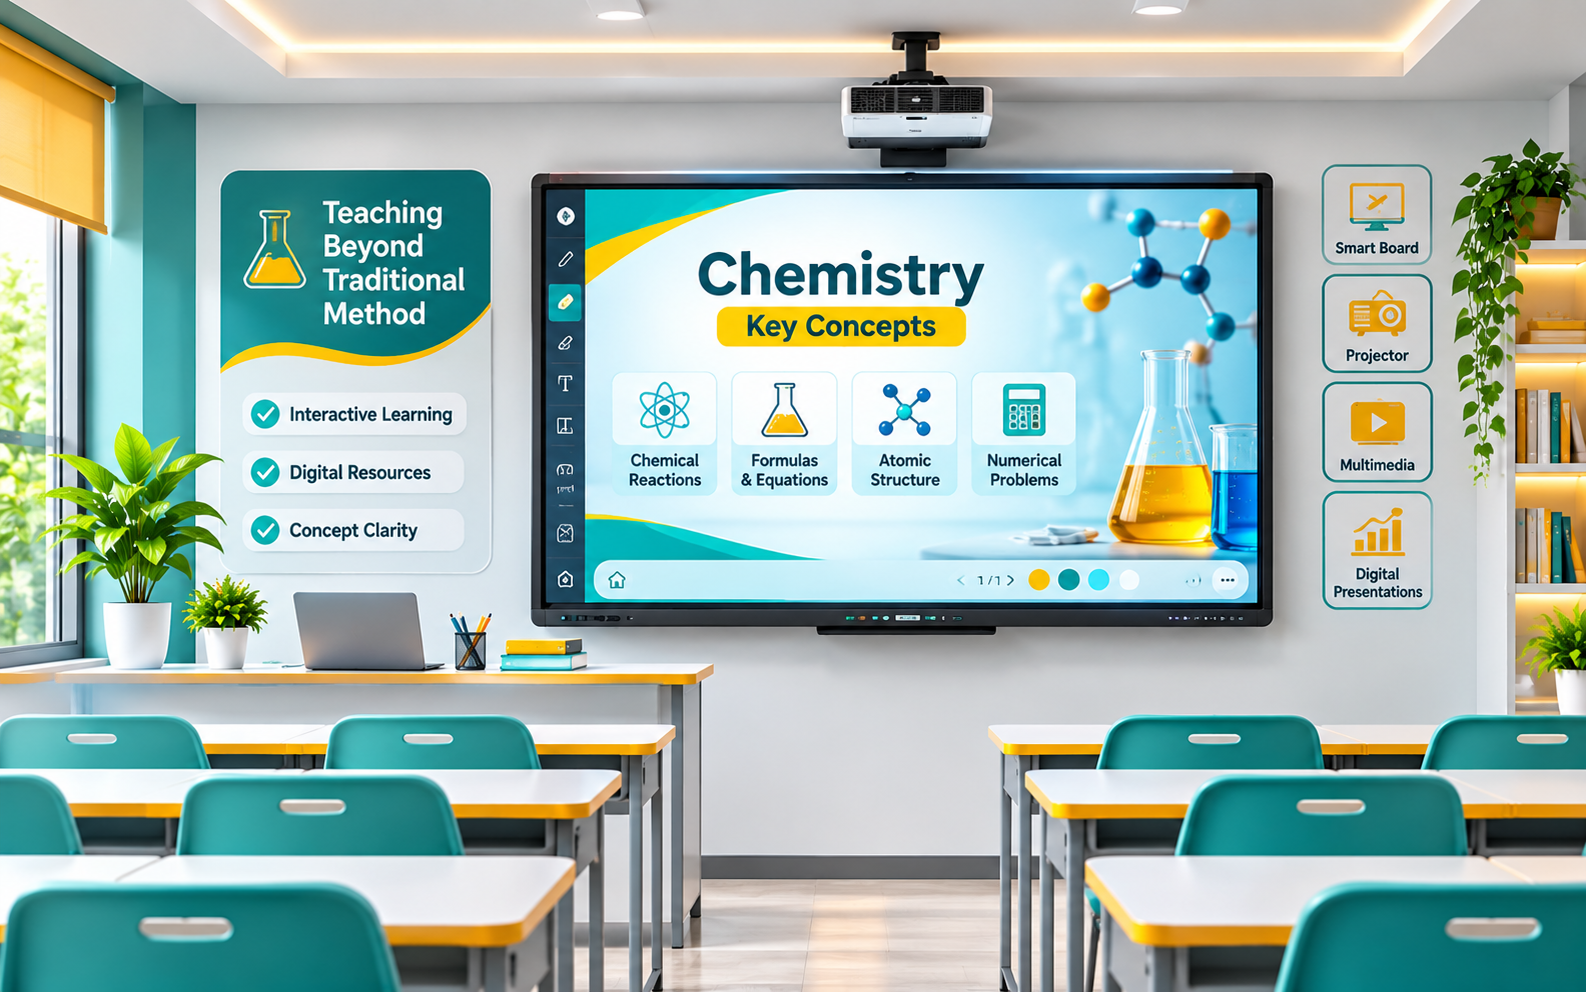 Teaching
Beyond
Traditional
Method
Interactive Learning
Digital Resources
Concept Clarity
Chemistry
Key Concepts
Chemical
Reactions
Formulas
& Equations
Atomic
Structure
Numerical
Problems
1/1
Smart Board
Projector
Multimedia
Digital
Presentations